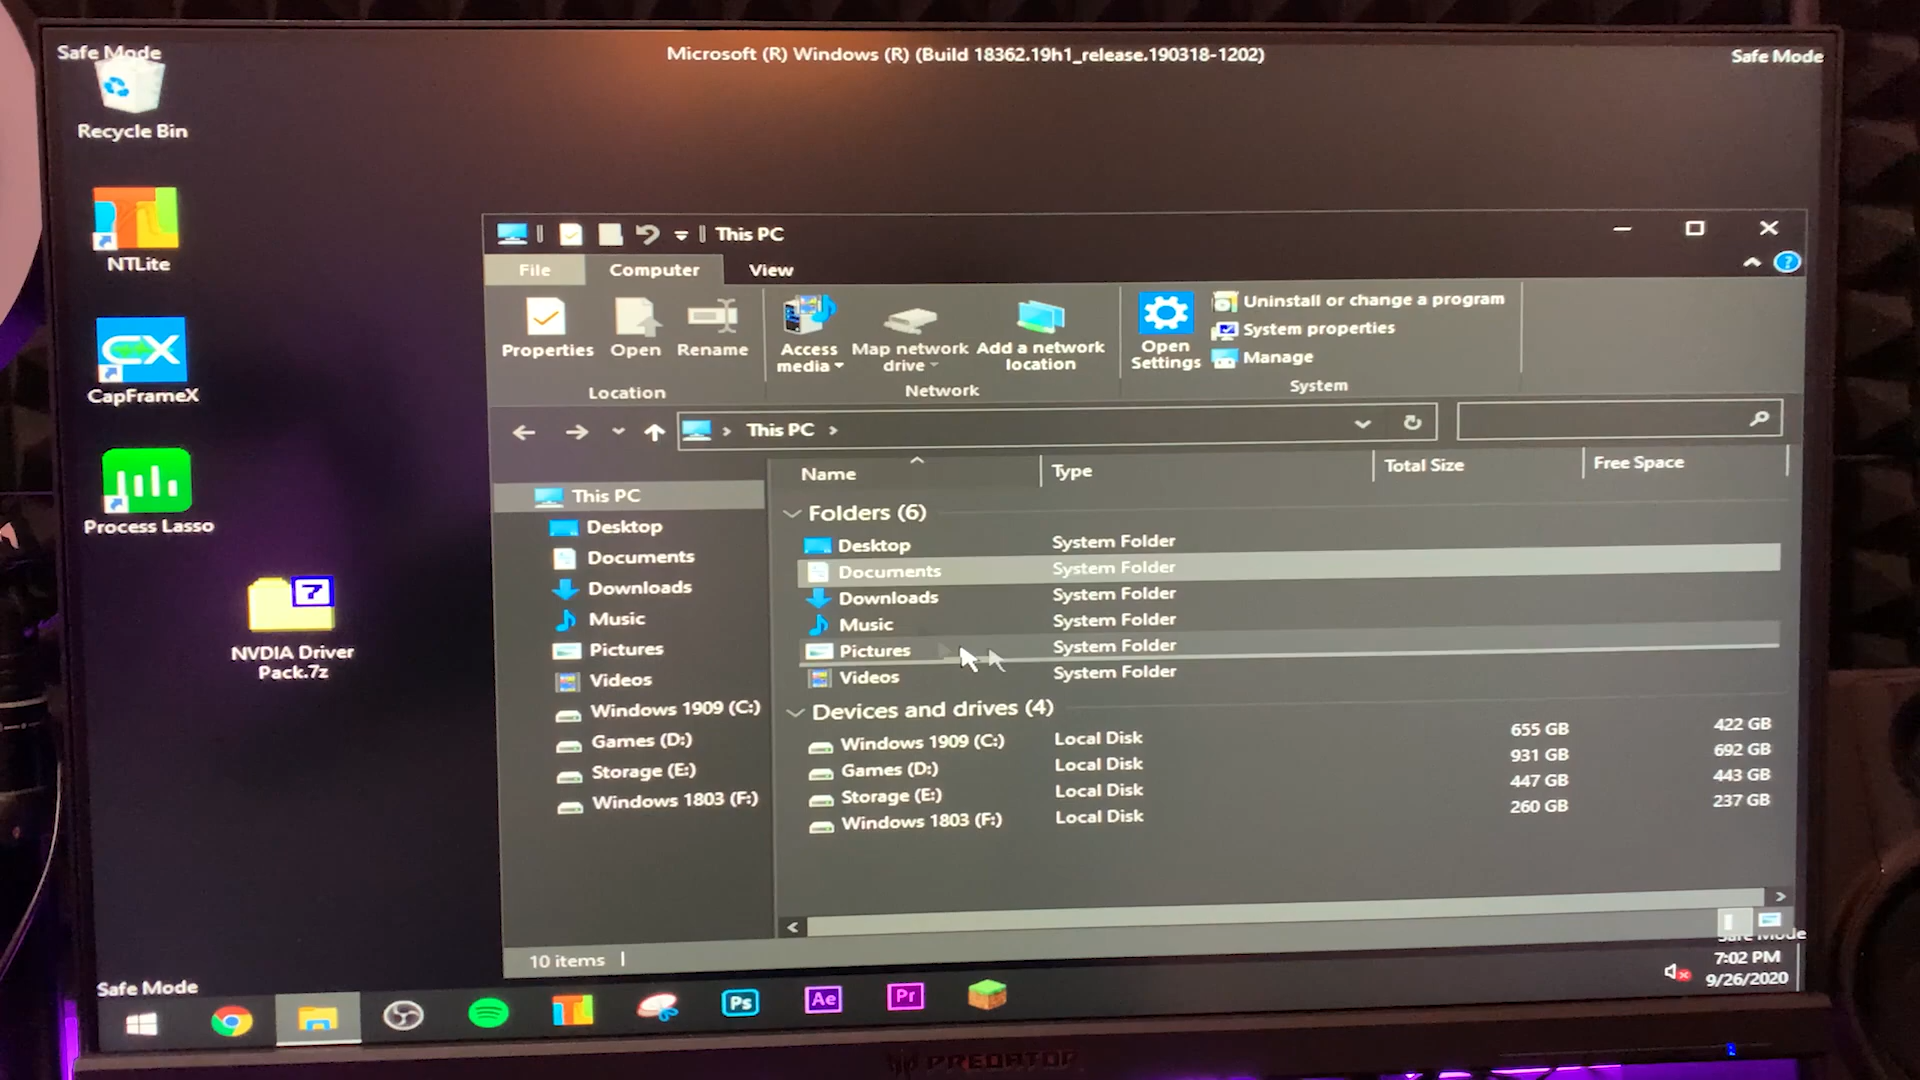 Safe Mode
Microsoft (R) Windows (R) (Build 18362.19h1_release.190318-1202)
Safe Mode
Recycle Bin
NTLite
CX
CapFrameX
Process Lasso
7
NVIDIA Driver
Pack.7z
This PC
File
Computer
View
?
Properties
Open
Rename
Location
Access
media
Map network
drive
Add a network
location
Network
Open
Settings
Uninstall or change a program
System properties
Manage
System
This PC
Name
Type
Total Size
Free Space
This PC
Desktop
Documents
Downloads
Music
Pictures
Videos
Windows 1909 (C:)
Games (D:)
Storage (E:)
Windows 1803 (F:)
Folders (6)
Desktop System Folder
Documents System Folder
Downloads System Folder
Music System Folder
Pictures System Folder
Videos System Folder
Devices and drives (4)
Windows 1909 (C:) Local Disk 655 GB 422 GB
Games (D:) Local Disk 931 GB 692 GB
Storage (E:) Local Disk 447 GB 443 GB
Windows 1803 (F:) Local Disk 260 GB 237 GB
10 items
Safe Mode
Safe Mode
7:02 PM
9/26/2020
Ps
Ae
Pr
PREDATOR